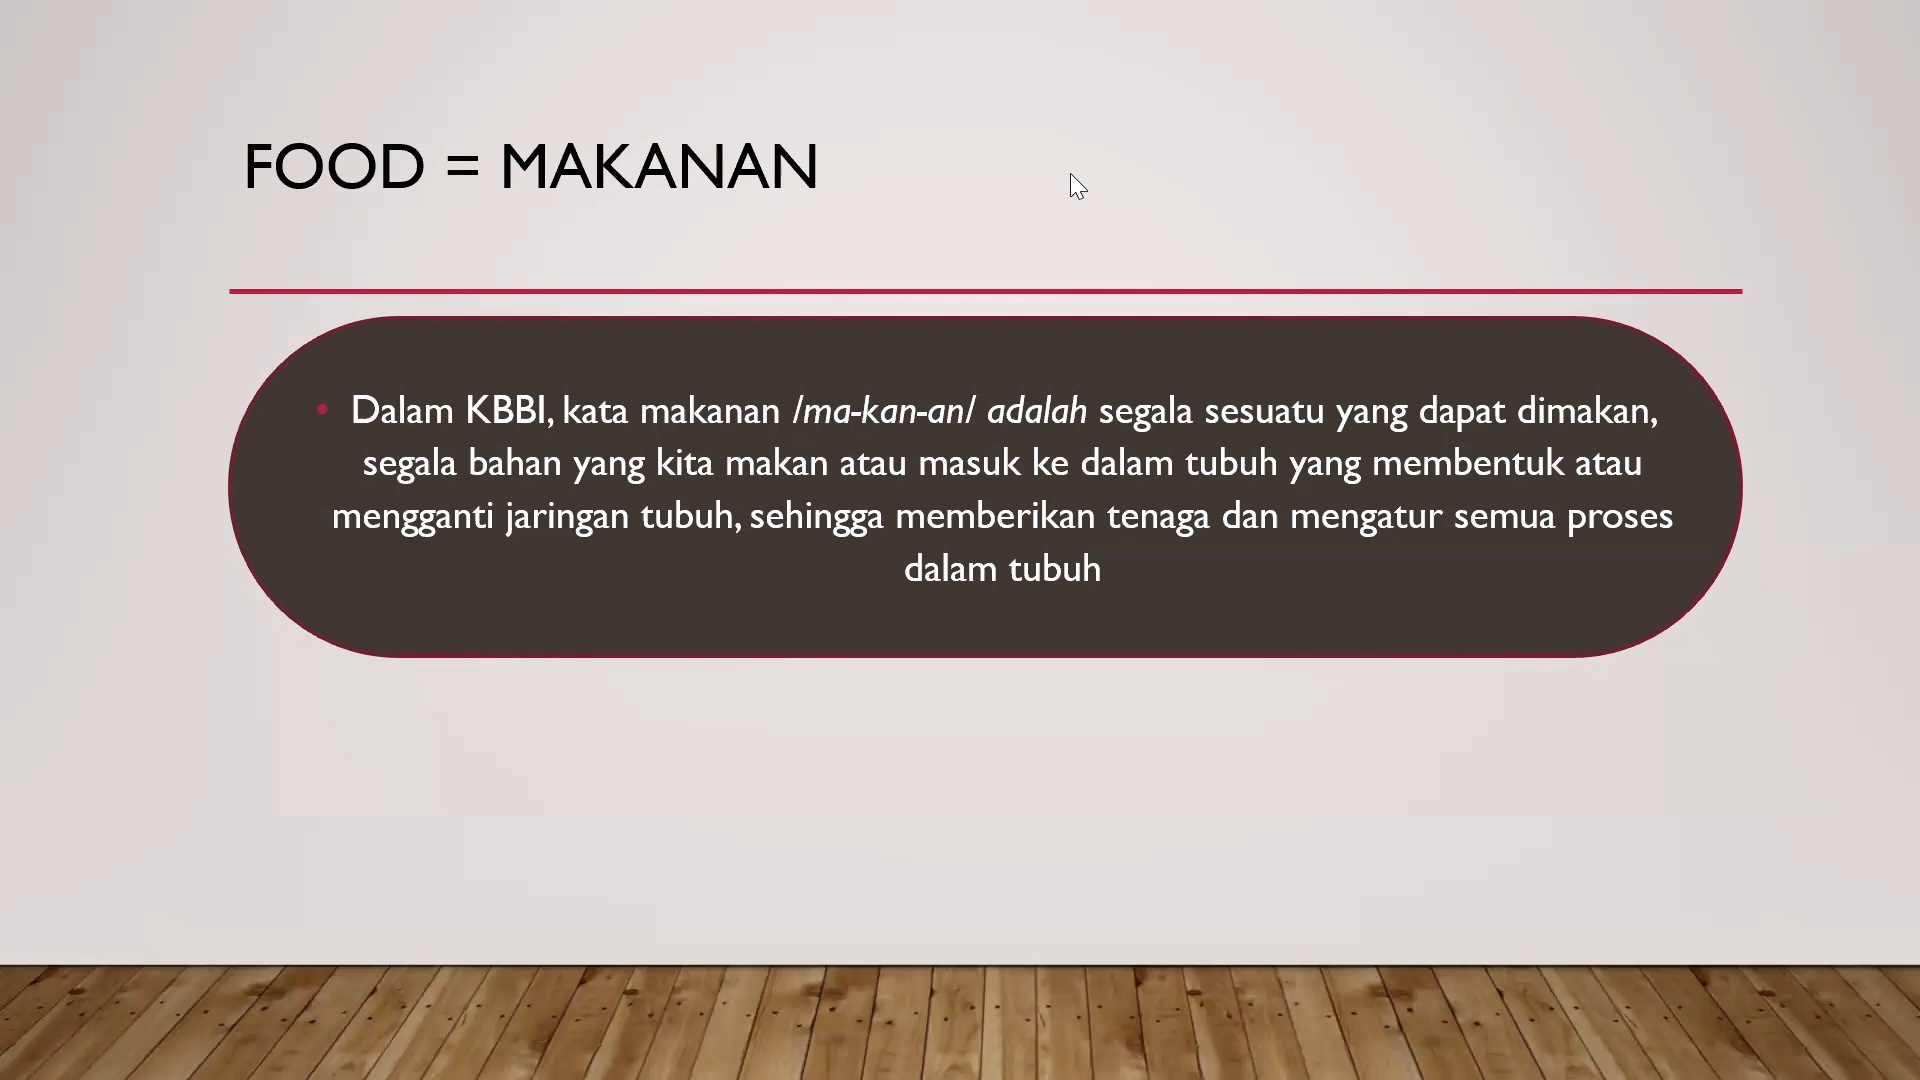 FOOD = MAKANAN
• Dalam KBBI, kata makanan /ma-kan-an/ adalah segala sesuatu yang dapat dimakan,
segala bahan yang kita makan atau masuk ke dalam tubuh yang membentuk atau
mengganti jaringan tubuh, sehingga memberikan tenaga dan mengatur semua proses
dalam tubuh